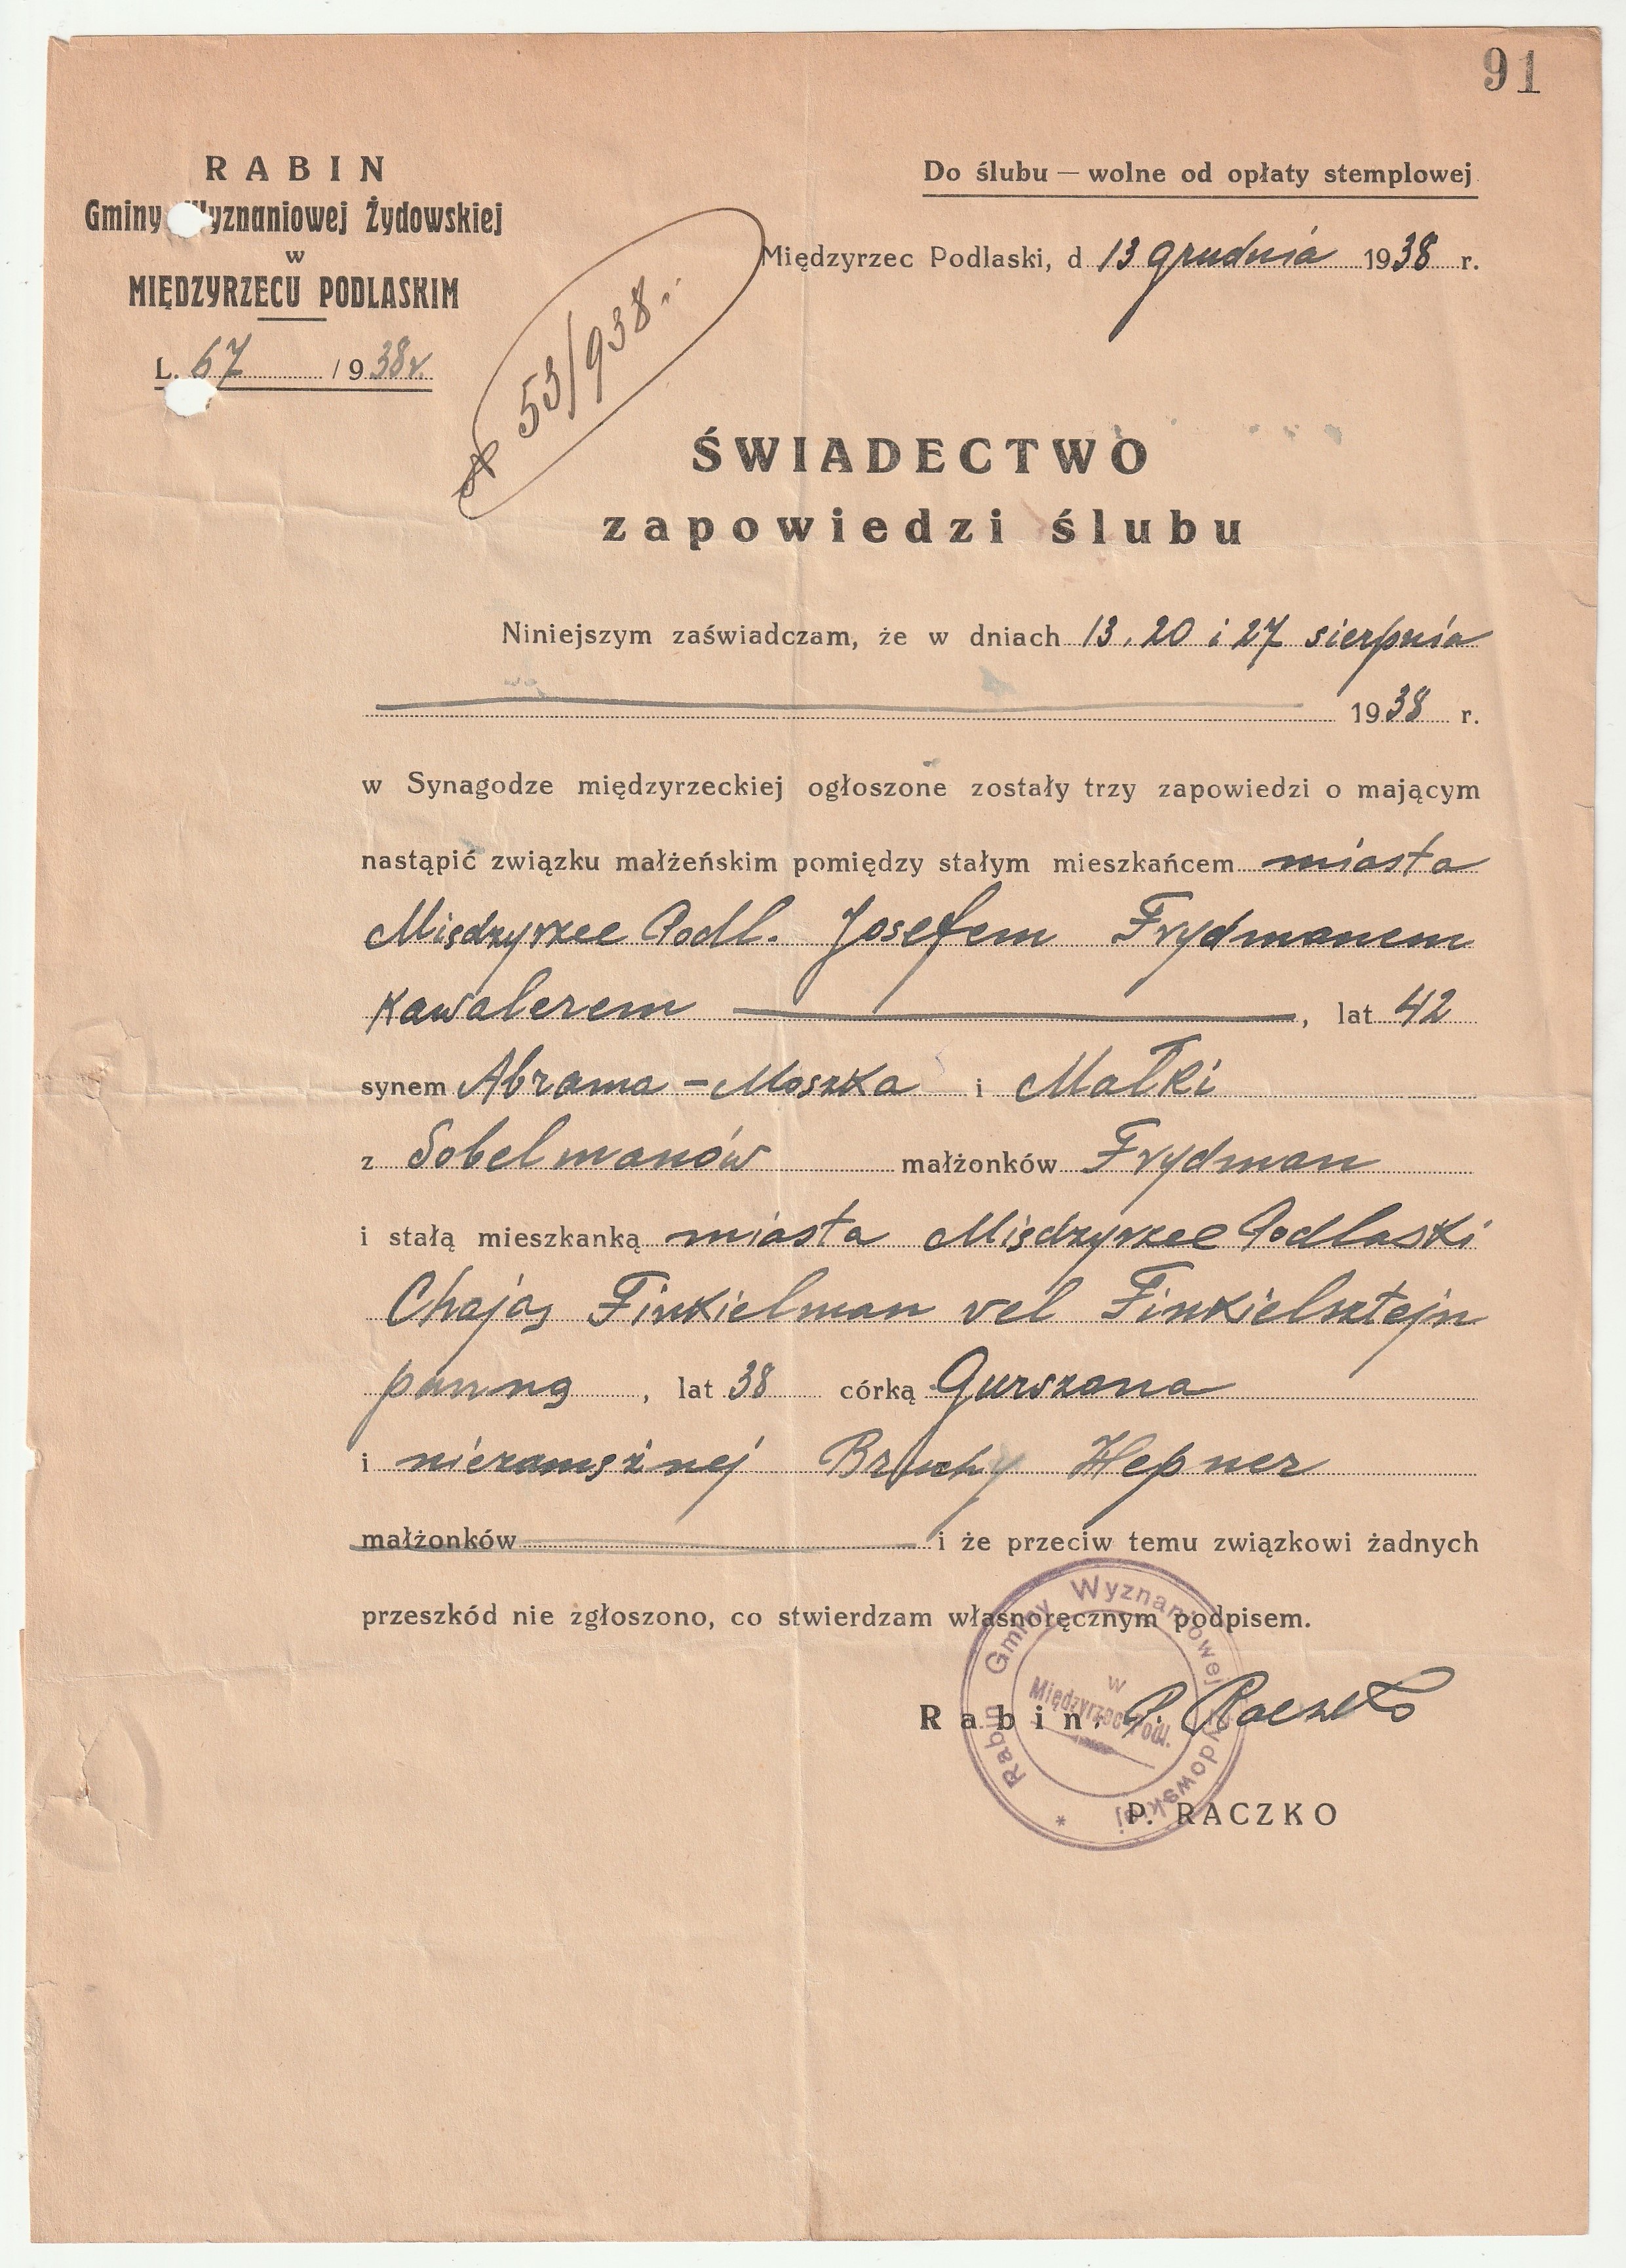 91
RABIN
Gminy Wyznaniowej Żydowskiej
w
MIĘDZYRZECU PODLASKIM
L. 67 / 938r.
Do ślubu — wolne od opłaty stemplowej
Międzyrzec Podlaski, d 13 grudnia 1938 r.
53/938
ŚWIADECTWO
zapowiedzi ślubu
Niniejszym zaświadczam, że w dniach 13, 20 i 27 sierpnia
1938 r.
w Synagodze międzyrzeckiej ogłoszone zostały trzy zapowiedzi o mającym
nastąpić związku małżeńskim pomiędzy stałym mieszkańcem miasta
Międzyrzec Podl. Josefem Frydmanem
kawalerem, lat 42
synem Abrama-Moszka i Małki
z Sobelmanów małżonków Frydman
i stałą mieszkanką miasta Międzyrzec Podlaski
Chają Finkielman vel Finkielsztejn
panną, lat 38 córką Gurszona
i niezamężnej Bruchy Hepner
małżonków i że przeciw temu związkowi żadnych
przeszkód nie zgłoszono, co stwierdzam własnoręcznym podpisem.
Rabin: P. Raczko
P. RACZKO
Rabin Gminy Wyznaniowej Żydowskiej
w
Międzyrzec Podl.